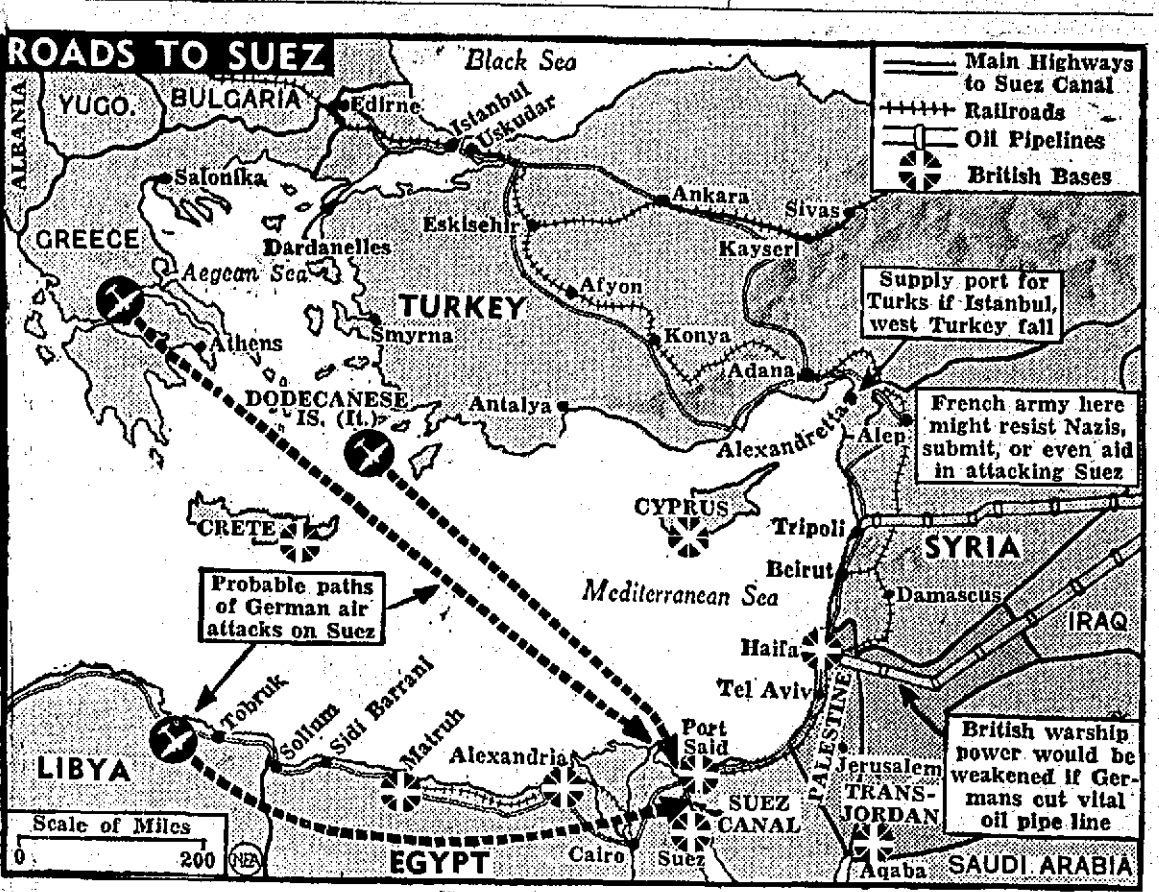 ROADS TO SUEZ
Main Highways
to Suez Canal
Railroads
Oil Pipelines
British Bases
Black Sea
ALBANIA
YUGO.
BULGARIA
Edirne
Istanbul
Uskudar
Salonika
GREECE
Dardanelles
Aegean Sea
Eskisehir
Ankara
Sivas
Kayseri
Afyon
TURKEY
Supply port for
Turks if Istanbul,
west Turkey fall
Athens
Smyrna
Konya
Adana
DODECANESE
IS. (It.)
Antalya
Alexandretta
Alep
French army here
might resist Nazis,
submit, or even aid
in attacking Suez
CRETE
CYPRUS
Tripoli
SYRIA
Beirut
Probable paths
of German air
attacks on Suez
Mediterranean Sea
Damascus
IRAQ
Haifa
Tel Aviv
PALESTINE
Tobruk
Sollum
Sidi Barrani
Matruh
Alexandria
Port
Said
Jerusalem
British warship
power would be
weakened if Ger-
mans cut vital
oil pipe line
LIBYA
TRANS-
JORDAN
SUEZ
CANAL
Scale of Miles
0 200
NEA
EGYPT
Cairo
Suez
Aqaba
SAUDI ARABIA